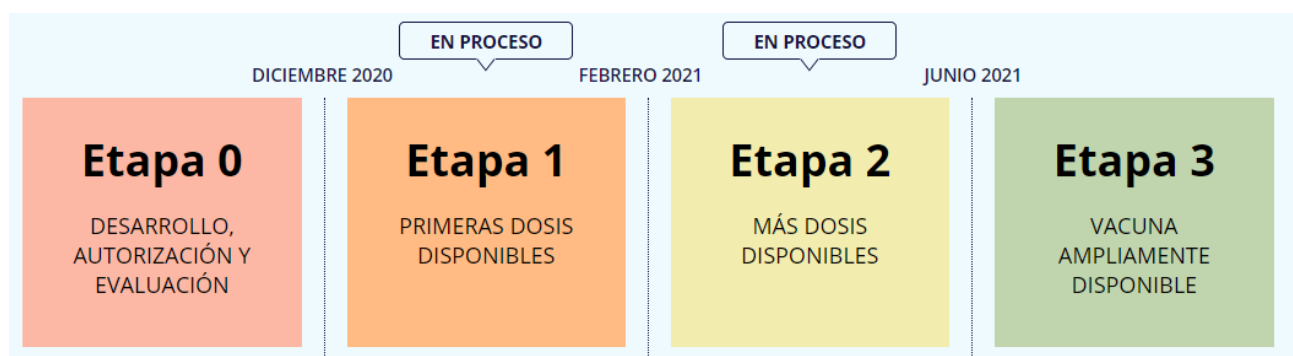 EN PROCESO
EN PROCESO
DICIEMBRE 2020
FEBRERO 2021
JUNIO 2021
Etapa 0
DESARROLLO,
AUTORIZACIÓN Y
EVALUACIÓN
Etapa 1
PRIMERAS DOSIS
DISPONIBLES
Etapa 2
MÁS DOSIS
DISPONIBLES
Etapa 3
VACUNA
AMPLIAMENTE
DISPONIBLE